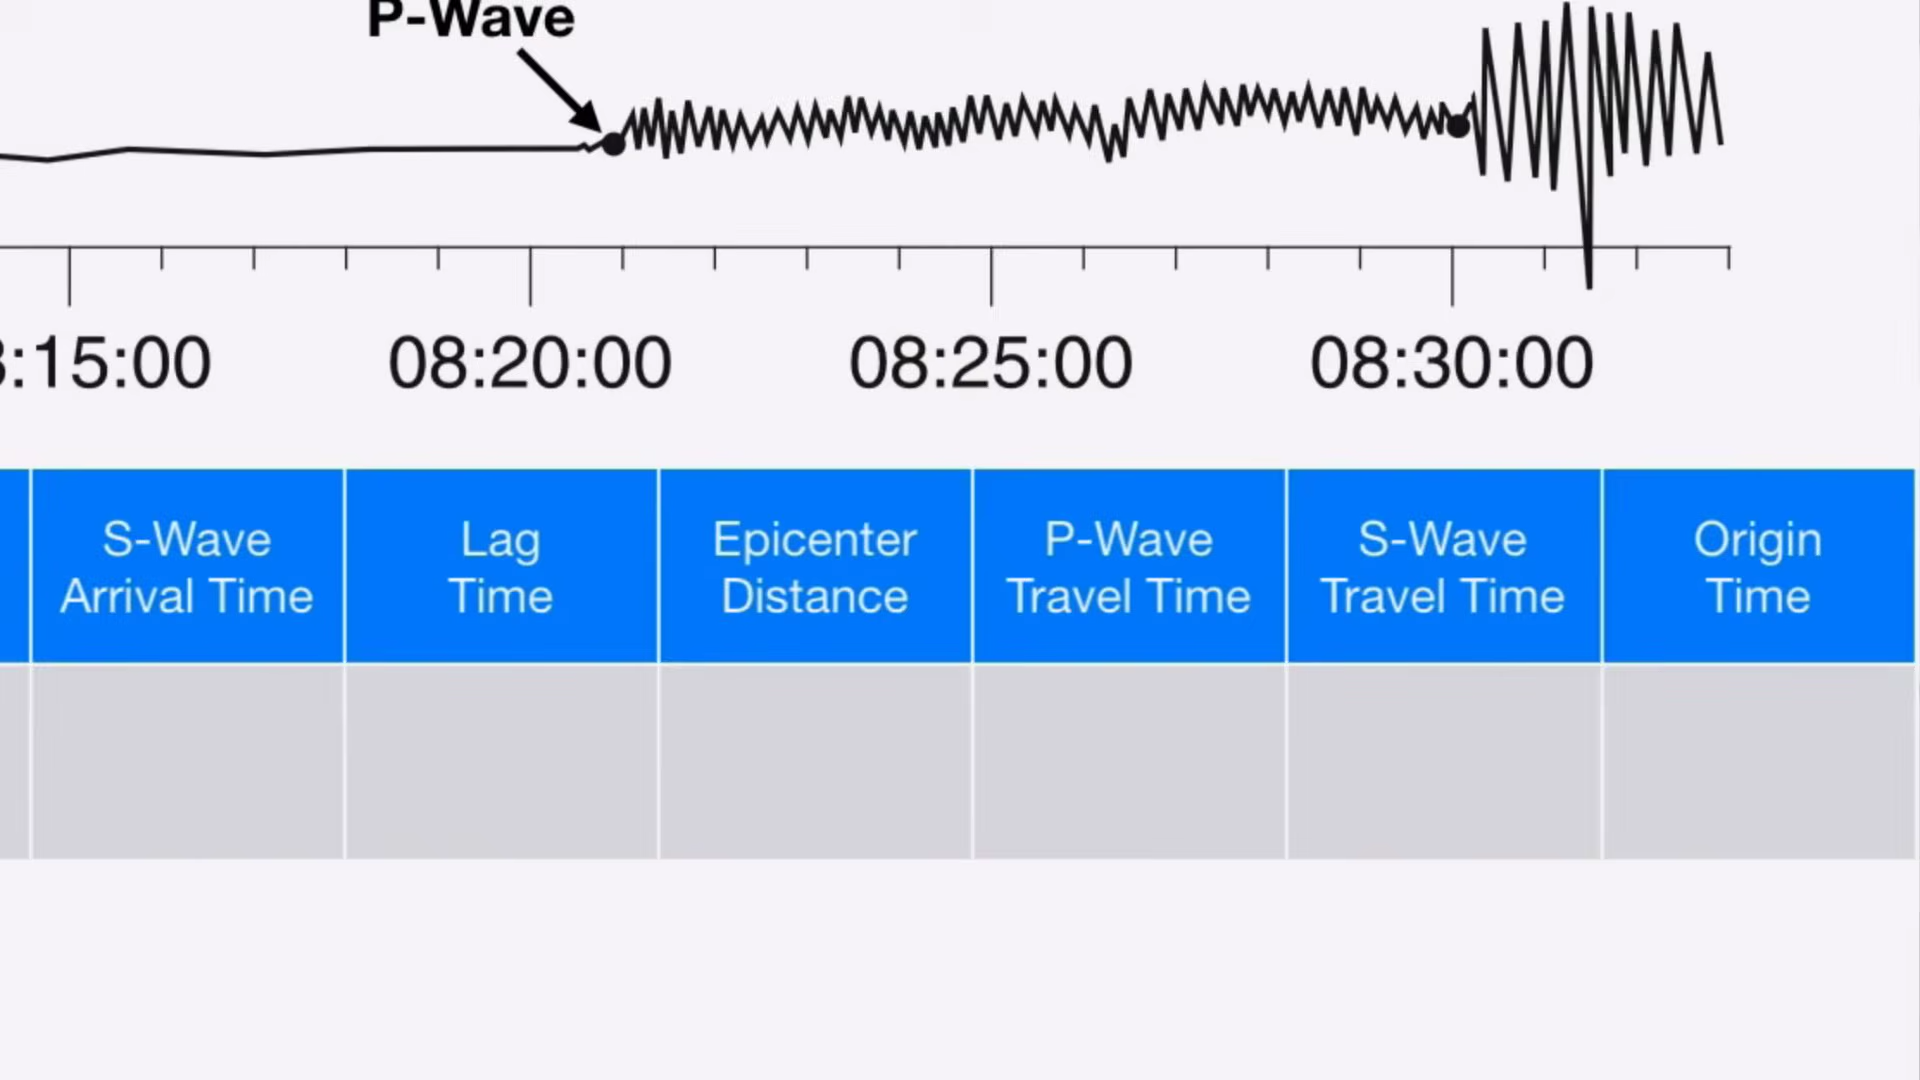 P-Wave
:15:00
08:20:00
08:25:00
08:30:00
S-Wave
Arrival Time
Lag
Time
Epicenter
Distance
P-Wave
Travel Time
S-Wave
Travel Time
Origin
Time